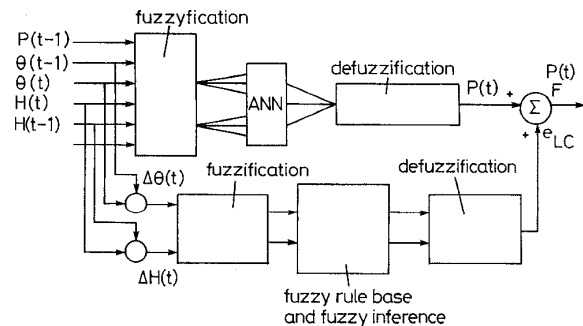 fuzzyfication
P(t-1)
θ(t-1)
θ(t)
H(t)
H(t-1)
ANN
defuzzification
P(t)
+
Σ
P(t)
F
+
e LC
Δθ(t)
fuzzification
defuzzification
ΔH(t)
fuzzy rule base
and fuzzy inference